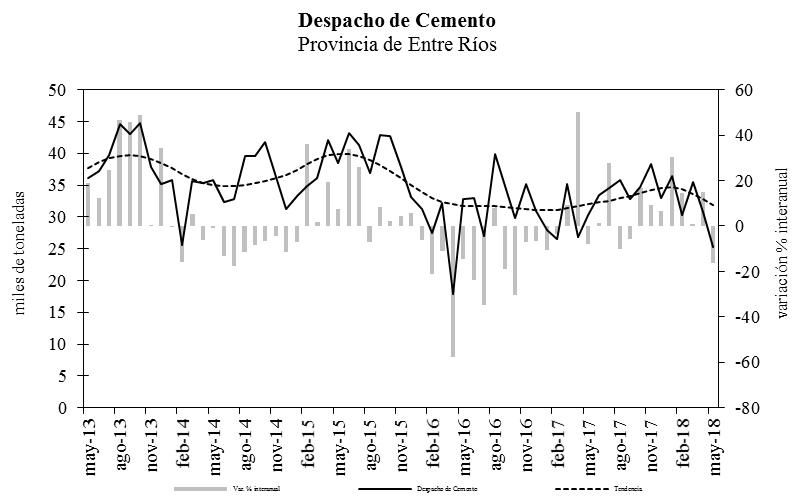 Despacho de Cemento
Provincia de Entre Ríos
50
45
40
35
30
25
20
15
10
5
0
miles de toneladas
60
40
20
0
-20
-40
-60
-80
variación % interanual
may-13
ago-13
nov-13
feb-14
may-14
ago-14
nov-14
feb-15
may-15
ago-15
nov-15
feb-16
may-16
ago-16
nov-16
feb-17
may-17
ago-17
nov-17
feb-18
may-18
Var. % interanual
Despacho de Cemento
Tendencia